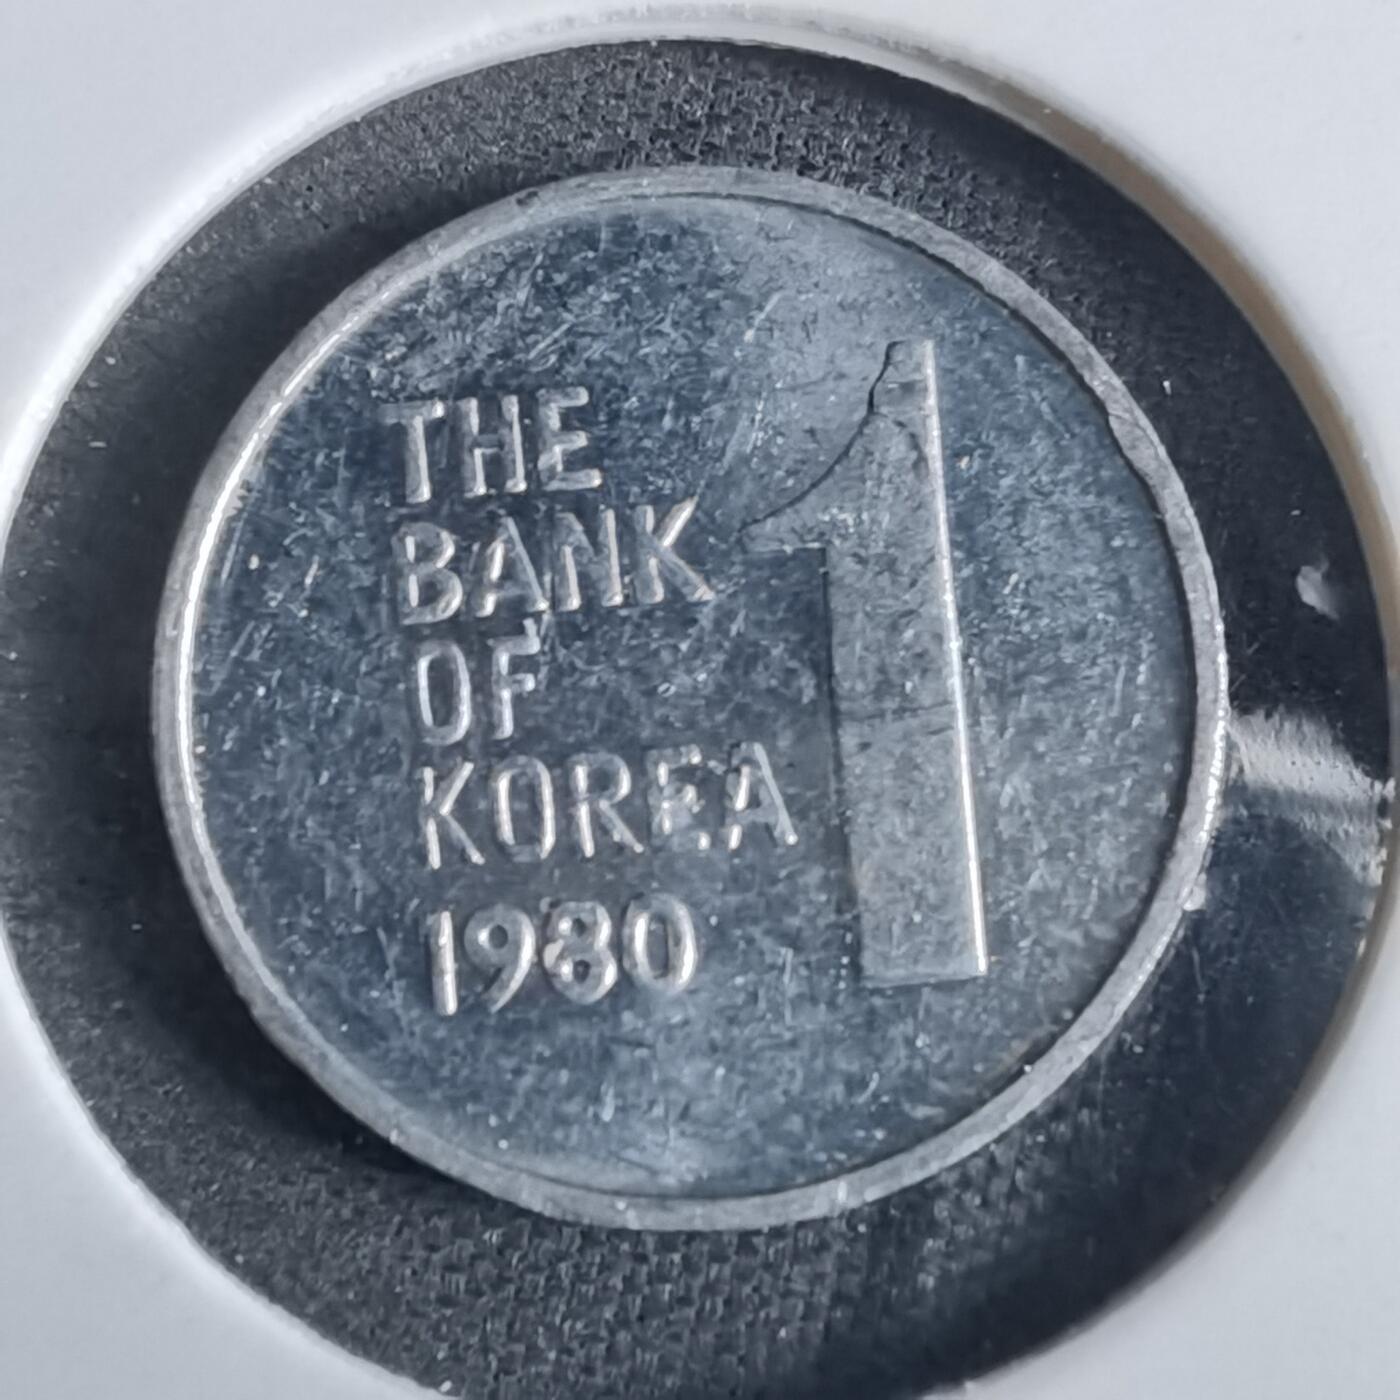 THE
BANK
OF
KOREA
1980
1